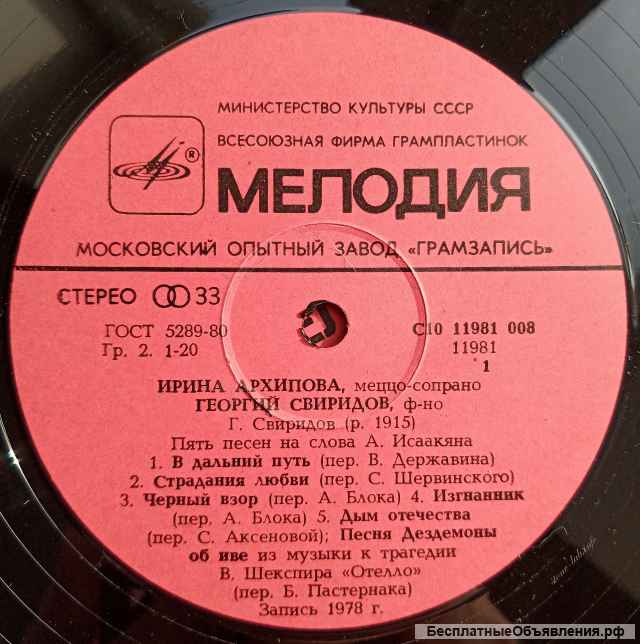 МИНИСТЕРСТВО КУЛЬТУРЫ СССР
ВСЕСОЮЗНАЯ ФИРМА ГРАМПЛАСТИНОК
®
МЕЛОДИЯ
МОСКОВСКИЙ ОПЫТНЫЙ ЗАВОД «ГРАМЗАПИСЬ»
СТЕРЕО 33
ГОСТ 5289-80
С10 11981 008
Гр. 2. 1-20
11981
1
ИРИНА АРХИПОВА, меццо-сопрано
ГЕОРГИЙ СВИРИДОВ, ф-но
Г. Свиридов (р. 1915)
Пять песен на слова А. Исаакяна
1. В дальний путь (пер. В. Державина)
2. Страдания любви (пер. С. Шервинского)
3. Черный взор (пер. А. Блока) 4. Изгнанник
(пер. А. Блока) 5. Дым отечества
(пер. С. Аксеновой); Песня Дездемоны
об иве из музыки к трагедии
В. Шекспира «Отелло»
(пер. Б. Пастернака)
Запись 1978 г.
БесплатныеОбъявления.рф